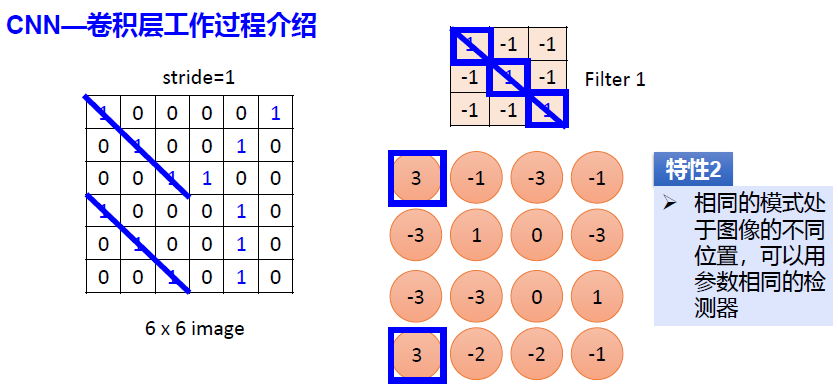 CNN—卷积层工作过程介绍
stride=1
1 0 0 0 0 1
0 1 0 0 1 0
0 0 1 1 0 0
1 0 0 0 1 0
0 1 0 0 1 0
0 0 1 0 1 0
6 x 6 image
1 -1 -1
-1 1 -1
-1 -1 1
Filter 1
3 -1 -3 -1
-3 1 0 -3
-3 -3 0 1
3 -2 -2 -1
特性2
➢ 相同的模式处
于图像的不同
位置，可以用
参数相同的检
测器